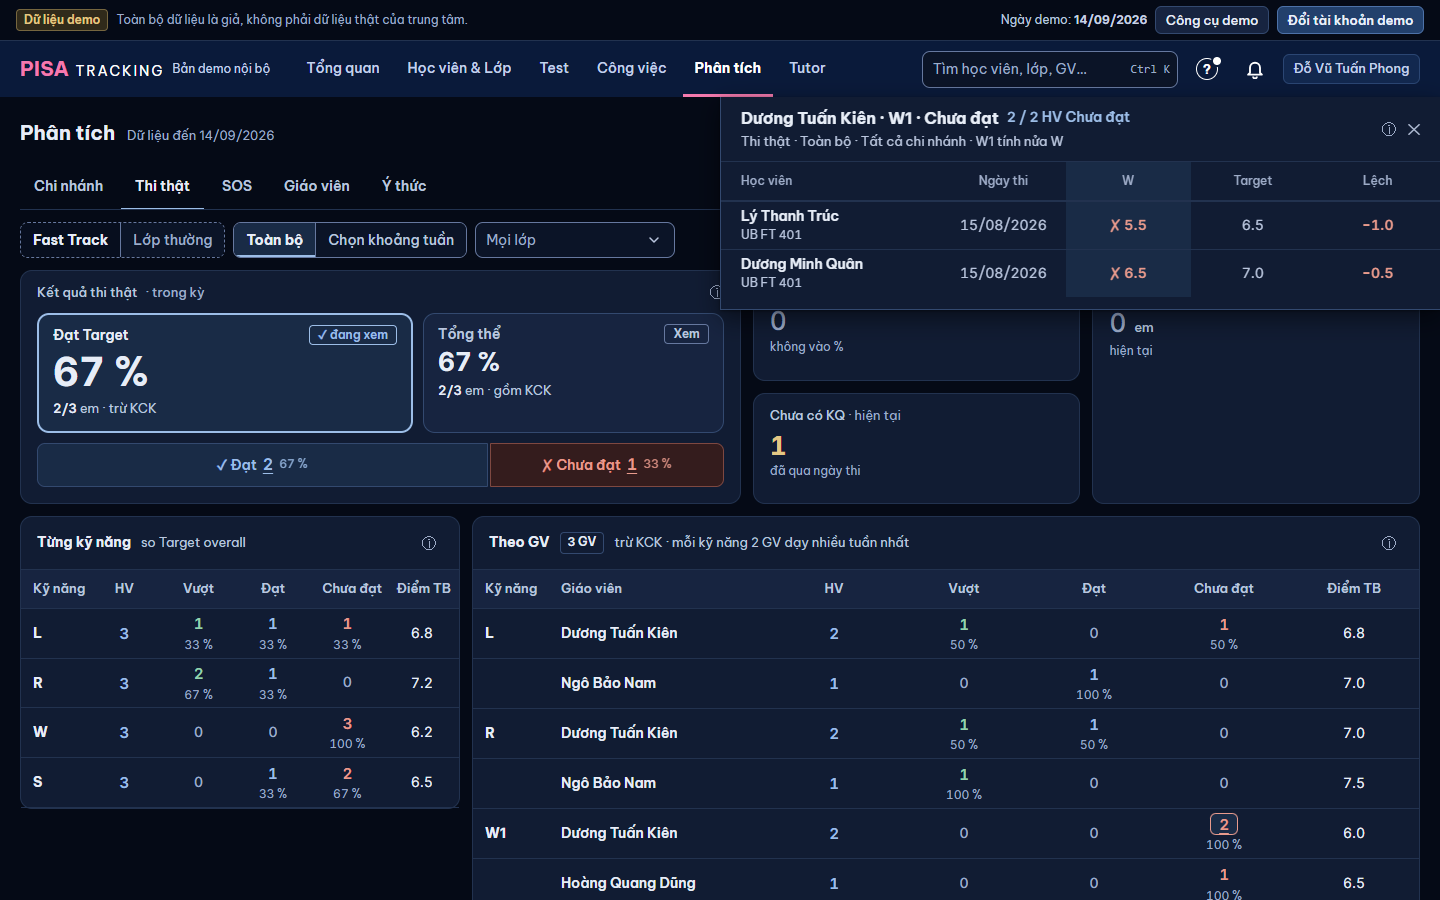 Dữ liệu demo Toàn bộ dữ liệu là giả, không phải dữ liệu thật của trung tâm. Ngày demo: 14/09/2026 Công cụ demo Đổi tài khoản demo
PISA TRACKING Bản demo nội bộ Tổng quan Học viên & Lớp Test Công việc Phân tích Tutor Tìm học viên, lớp, GV... Ctrl K ? Đỗ Vũ Tuấn Phong
Phân tích Dữ liệu đến 14/09/2026
Chi nhánh Thi thật SOS Giáo viên Ý thức
Fast Track Lớp thường Toàn bộ Chọn khoảng tuần Mọi lớp
Dương Tuấn Kiên · W1 · Chưa đạt 2 / 2 HV Chưa đạt
Thi thật · Toàn bộ · Tất cả chi nhánh · W1 tính nửa W
Học viên Ngày thi W Target Lệch
Lý Thanh Trúc 15/08/2026 ✗ 5.5 6.5 −1.0
UB FT 401
Dương Minh Quân 15/08/2026 ✗ 6.5 7.0 −0.5
UB FT 401
Kết quả thi thật · trong kỳ
Đạt Target ✓ đang xem
67 %
2/3 em · trừ KCK
Tổng thể Xem
67 %
2/3 em · gồm KCK
✓ Đạt 2 67 % ✗ Chưa đạt 1 33 %
0
không vào %
Chưa có KQ · hiện tại
1
đã qua ngày thi
0 em
hiện tại
Từng kỹ năng so Target overall
Kỹ năng HV Vượt Đạt Chưa đạt Điểm TB
L 3 1 1 1 6.8
33 % 33 % 33 %
R 3 2 1 0 7.2
67 % 33 %
W 3 0 0 3 6.2
100 %
S 3 0 1 2 6.5
33 % 67 %
Theo GV 3 GV trừ KCK · mỗi kỹ năng 2 GV dạy nhiều tuần nhất
Kỹ năng Giáo viên HV Vượt Đạt Chưa đạt Điểm TB
L Dương Tuấn Kiên 2 1 0 1 6.8
50 % 50 %
Ngô Bảo Nam 1 0 1 0 7.0
100 %
R Dương Tuấn Kiên 2 1 1 0 7.0
50 % 50 %
Ngô Bảo Nam 1 1 0 0 7.5
100 %
W1 Dương Tuấn Kiên 2 0 0 2 6.0
100 %
Hoàng Quang Dũng 1 0 0 1 6.5
100 %